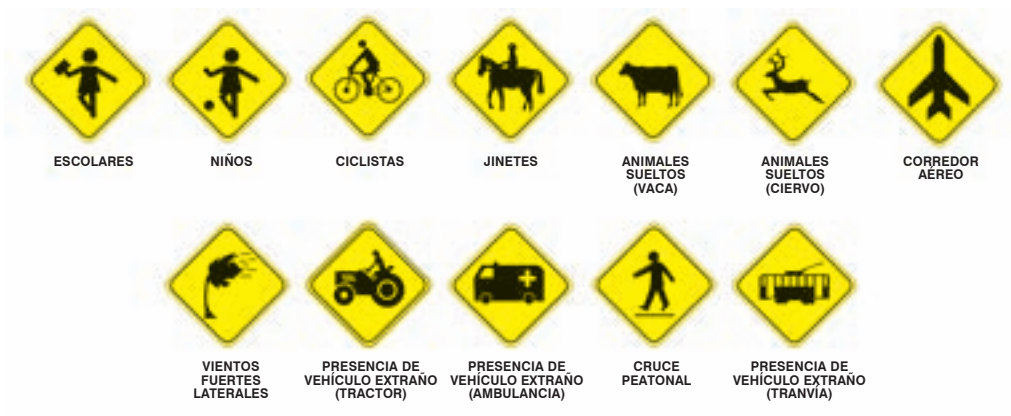 ESCOLARES
NIÑOS
CICLISTAS
JINETES
ANIMALES
SUELTOS
(VACA)
ANIMALES
SUELTOS
(CIERVO)
CORREDOR
AÉREO
VIENTOS
FUERTES
LATERALES
PRESENCIA DE
VEHÍCULO EXTRAÑO
(TRACTOR)
PRESENCIA DE
VEHÍCULO EXTRAÑO
(AMBULANCIA)
CRUCE
PEATONAL
PRESENCIA DE
VEHÍCULO EXTRAÑO
(TRANVÍA)